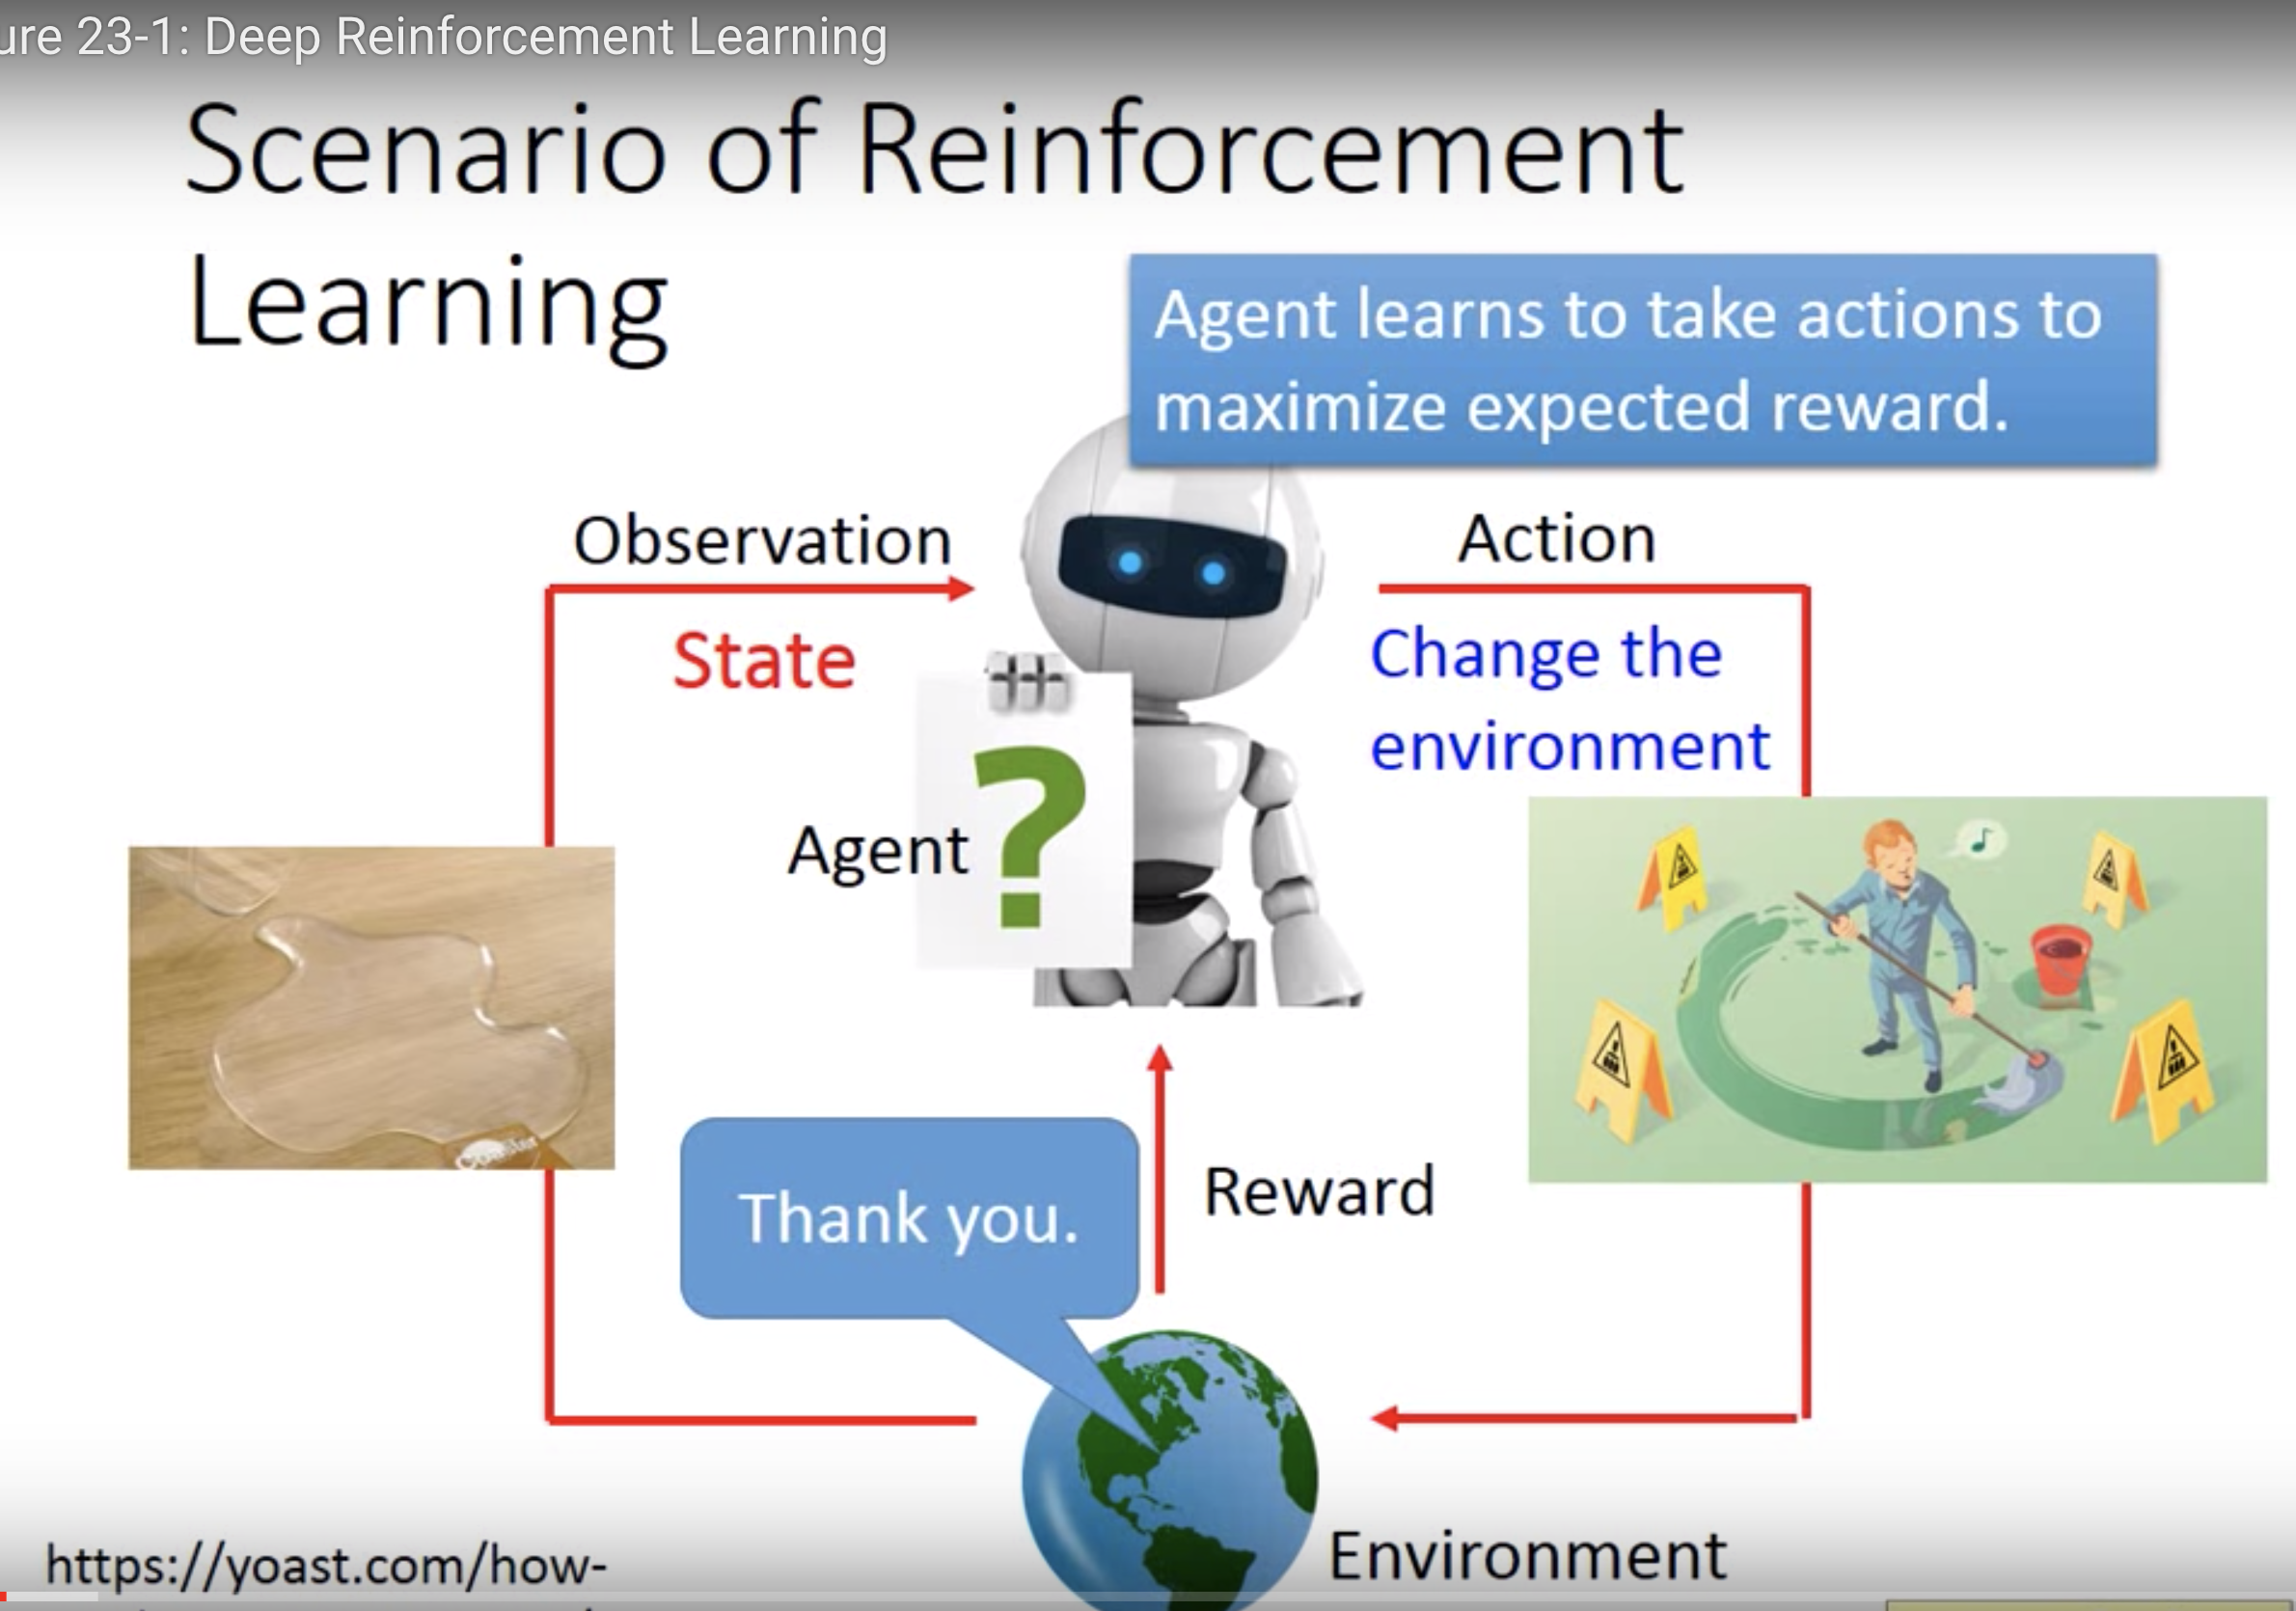 ure 23-1: Deep Reinforcement Learning
Scenario of Reinforcement
Learning
Agent learns to take actions to
maximize expected reward.
Observation
Action
State
Change the
environment
Agent
?
Thank you.
Reward
Environment
https://yoast.com/how-